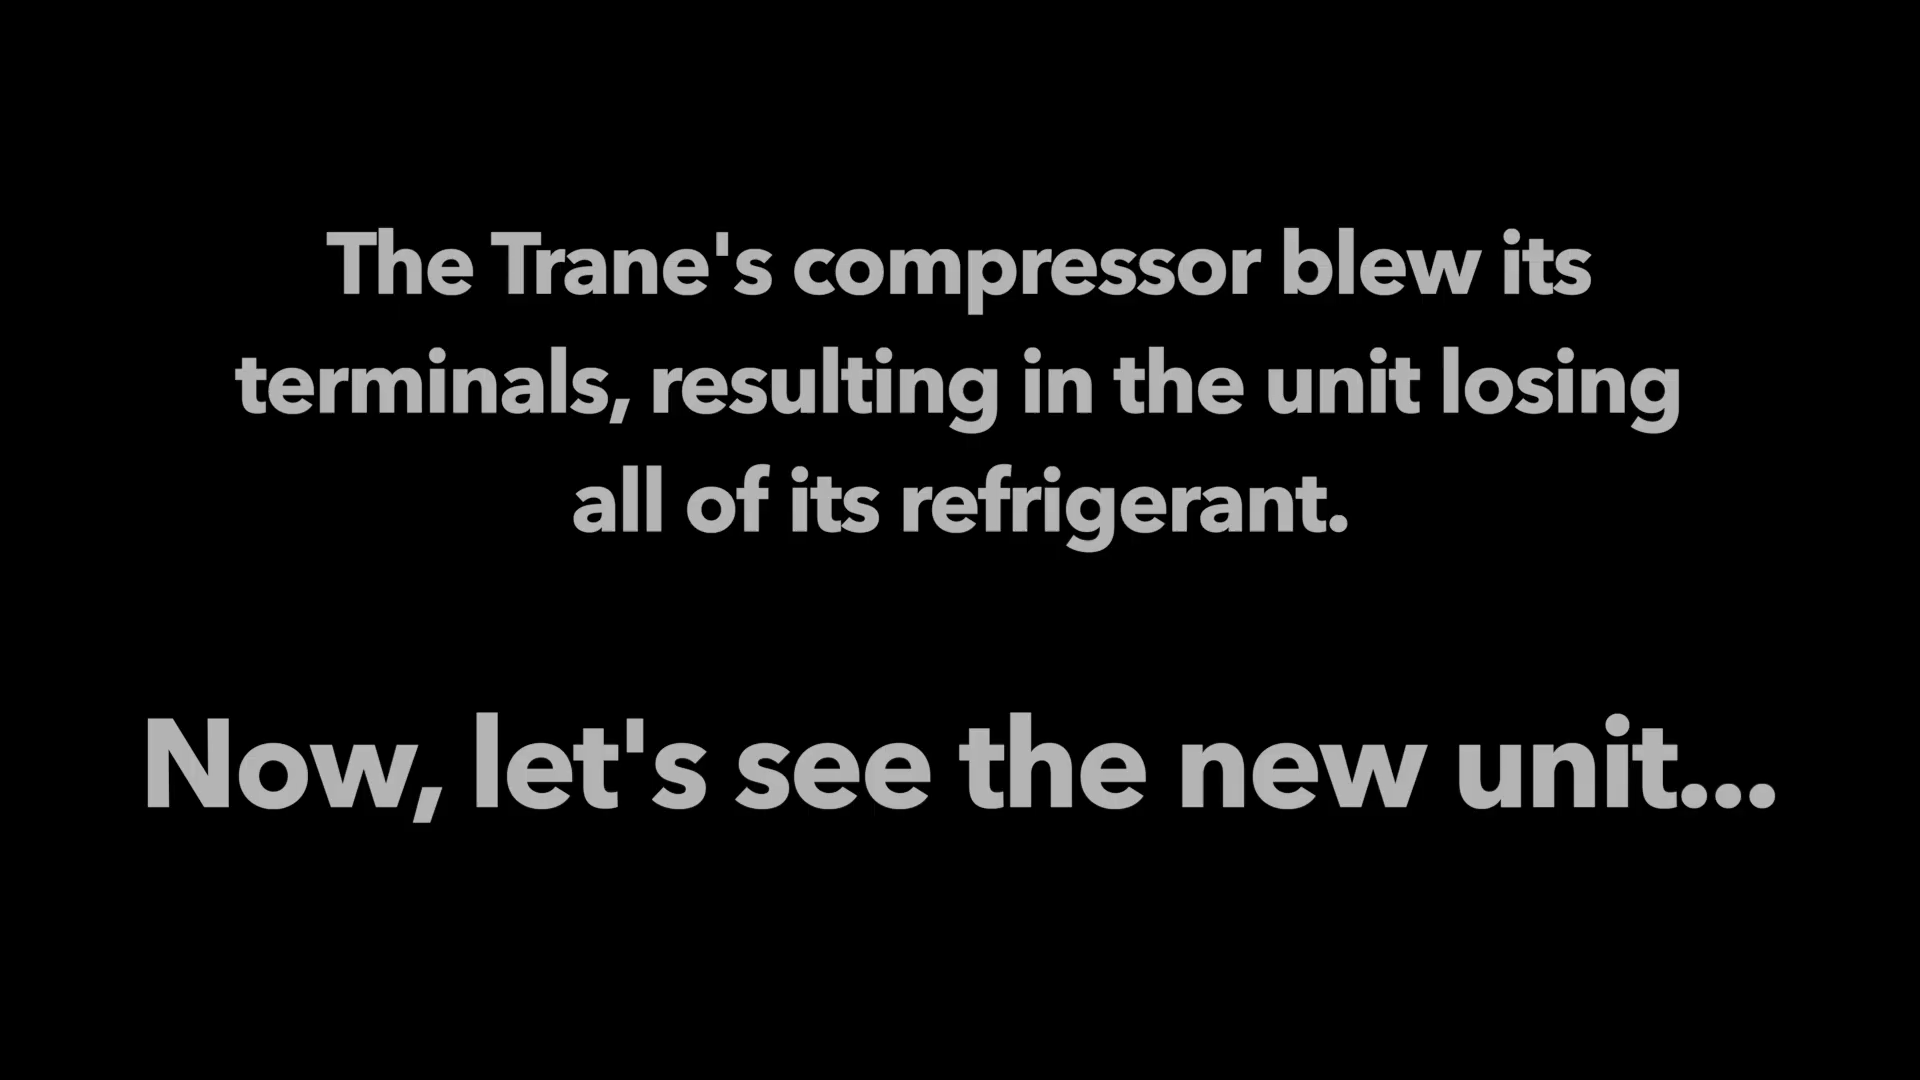 The Trane's compressor blew its
terminals, resulting in the unit losing
all of its refrigerant.
Now, let's see the new unit...